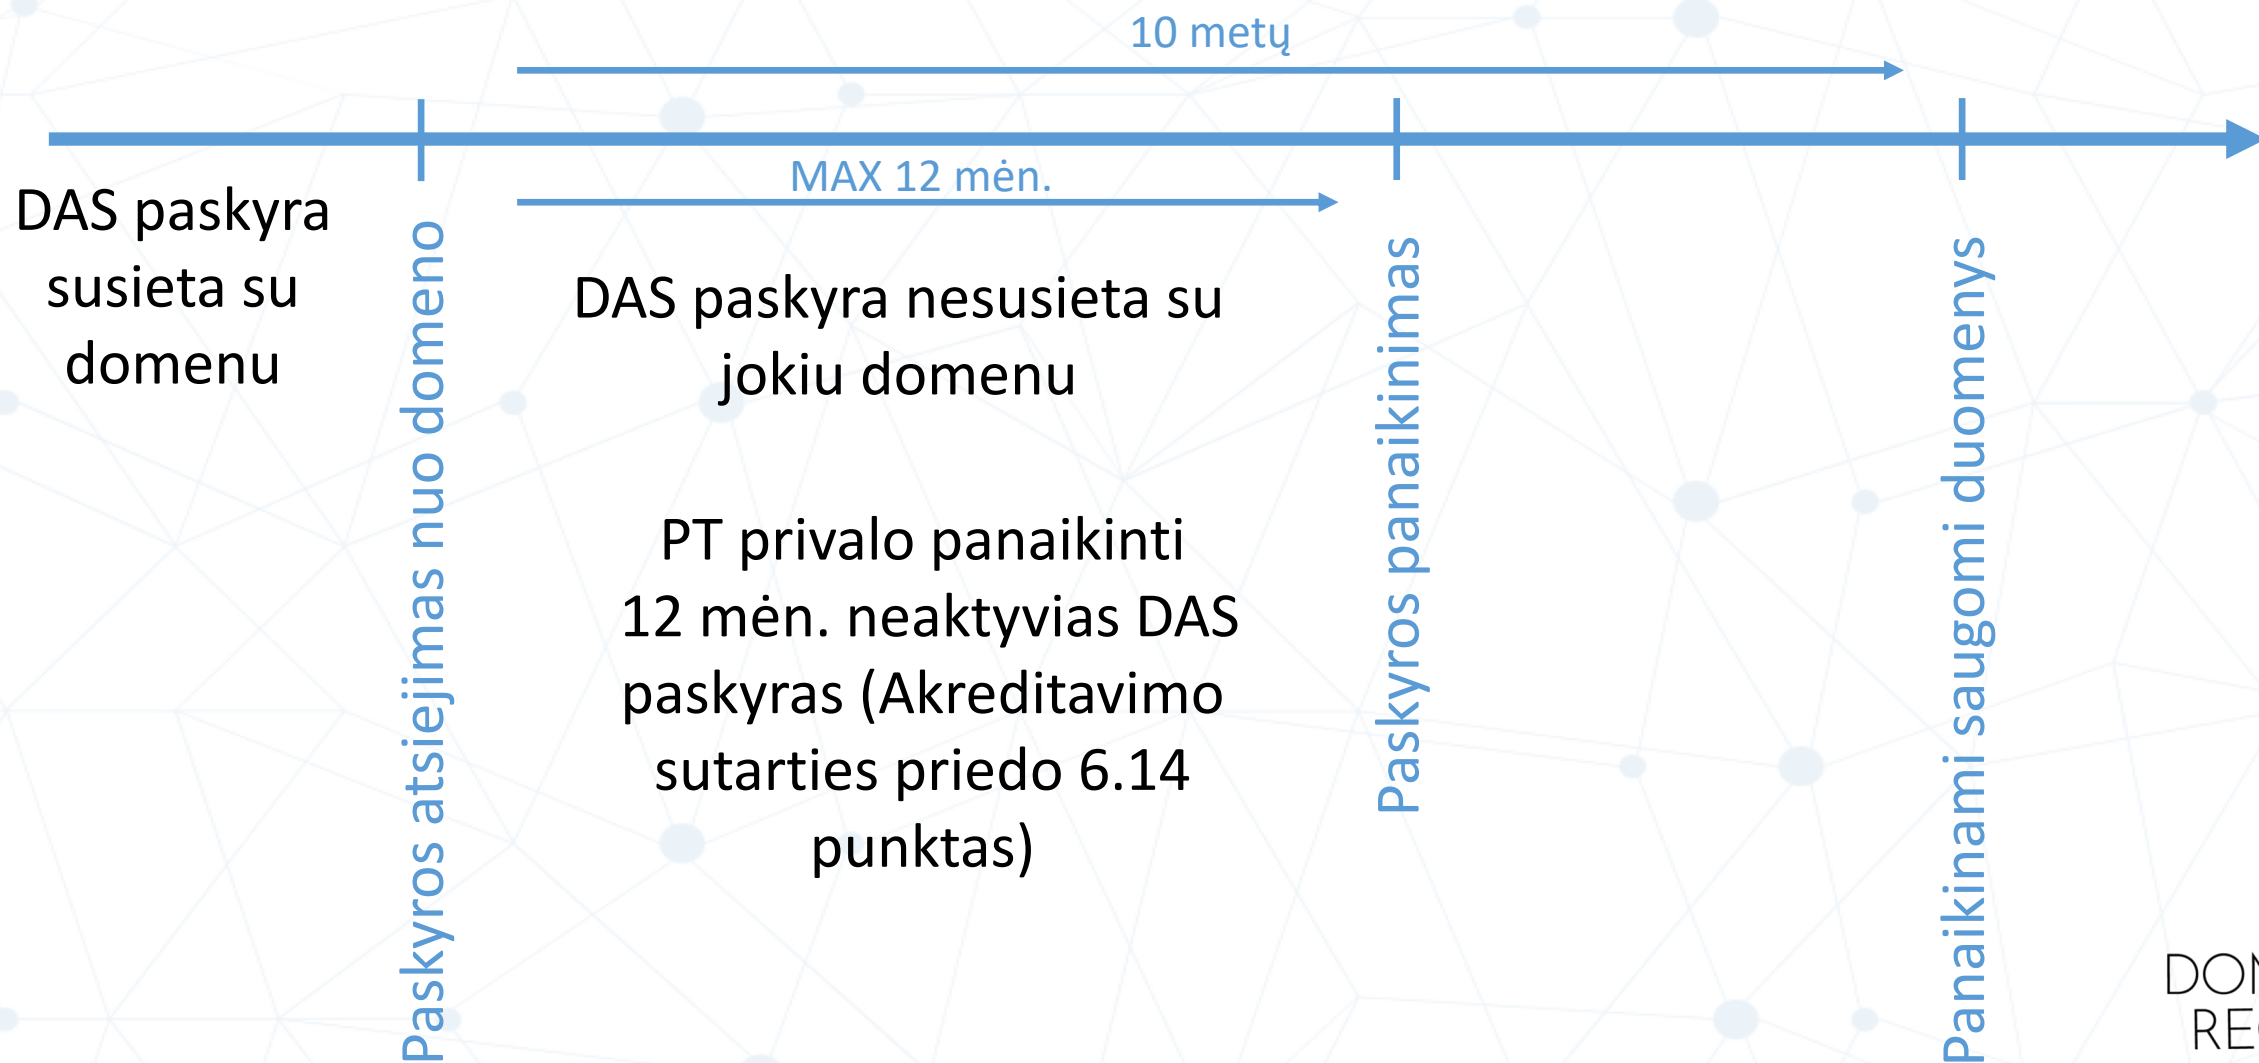 10 metų
MAX 12 mėn.
DAS paskyra
susieta su
domenu
Paskyros atsiejimas nuo domeno
DAS paskyra nesusieta su
jokiu domenu
PT privalo panaikinti
12 mėn. neaktyvias DAS
paskyras (Akreditavimo
sutarties priedo 6.14
punktas)
Paskyros panaikinimas
Panaikinami saugomi duomenys